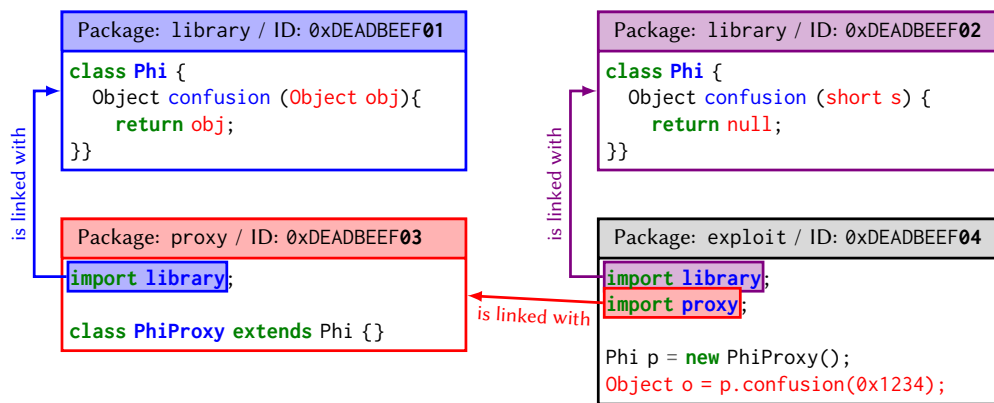 Package: library / ID: 0xDEADBEEF01
class Phi {
Object confusion (Object obj){
return obj;
}}
Package: library / ID: 0xDEADBEEF02
class Phi {
Object confusion (short s) {
return null;
}}
is linked with
is linked with
Package: proxy / ID: 0xDEADBEEF03
import library;
class PhiProxy extends Phi {}
is linked with
Package: exploit / ID: 0xDEADBEEF04
import library;
import proxy;
Phi p = new PhiProxy();
Object o = p.confusion(0x1234);